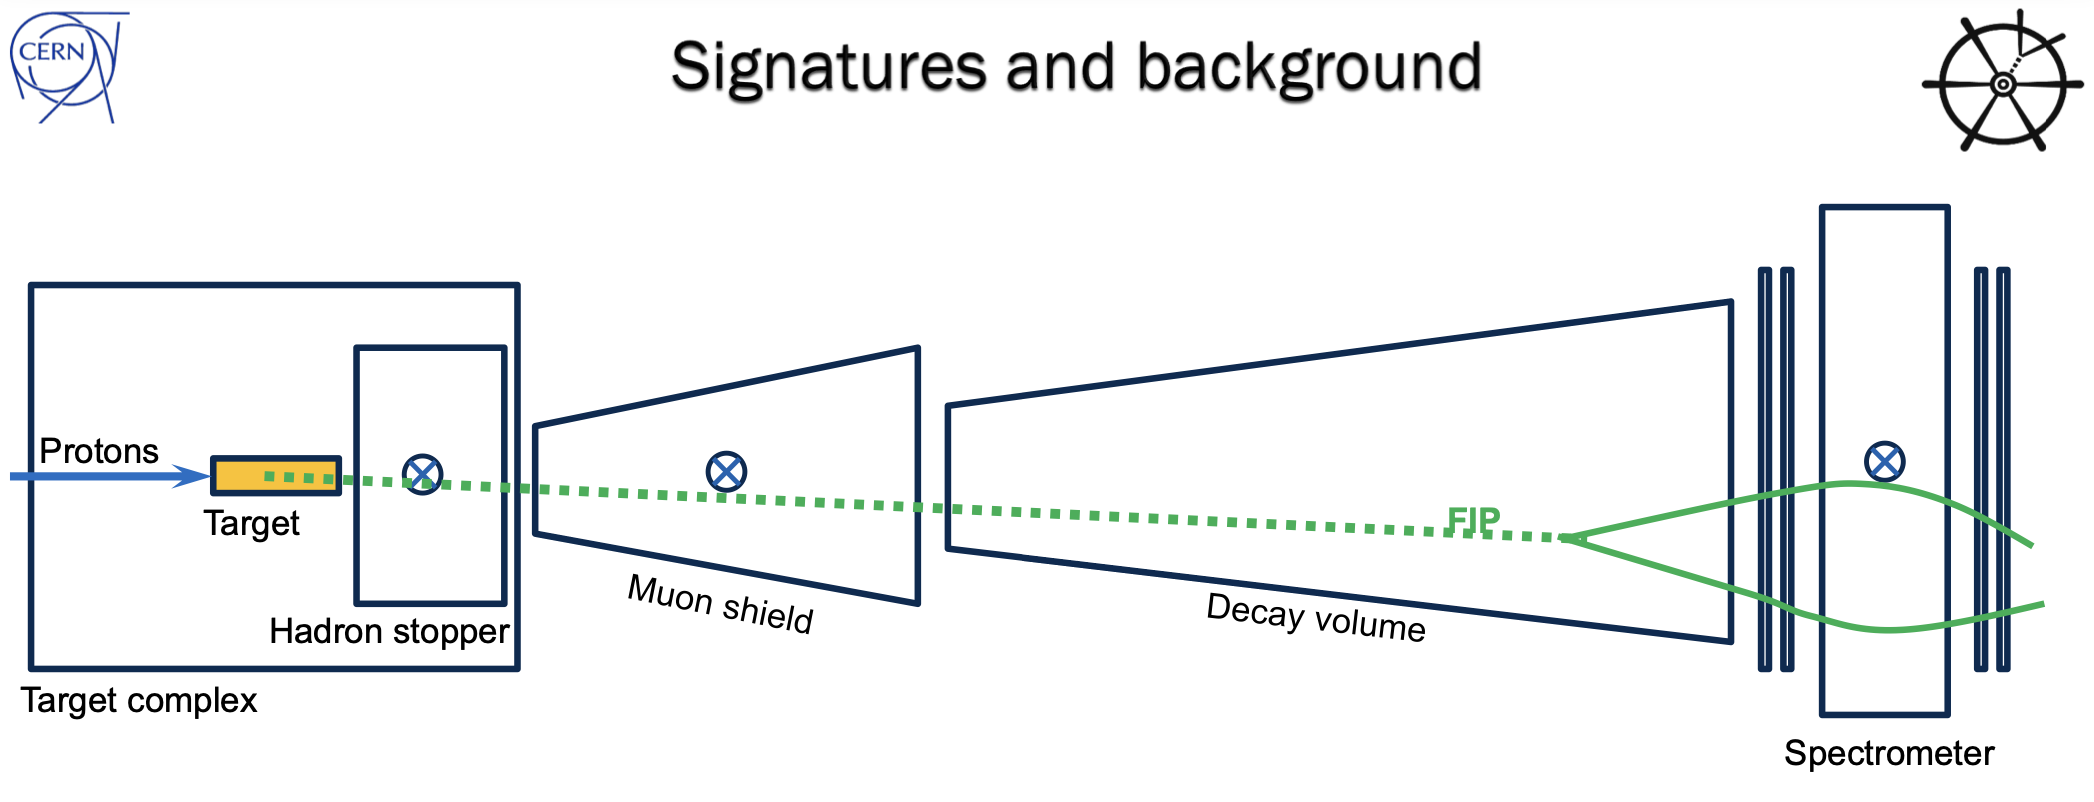 CERN
Signatures and background
Protons
Target
Hadron stopper
Target complex
Muon shield
FIP
Decay volume
Spectrometer